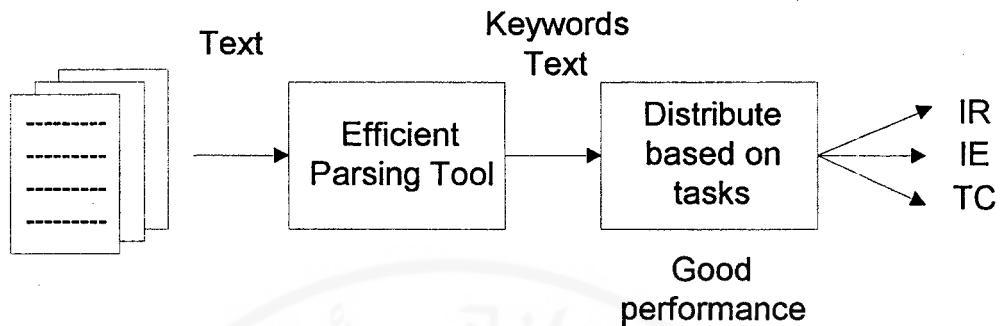 Text
Keywords
Text
Efficient
Parsing Tool
Distribute
based on
tasks
IR
IE
TC
Good
performance